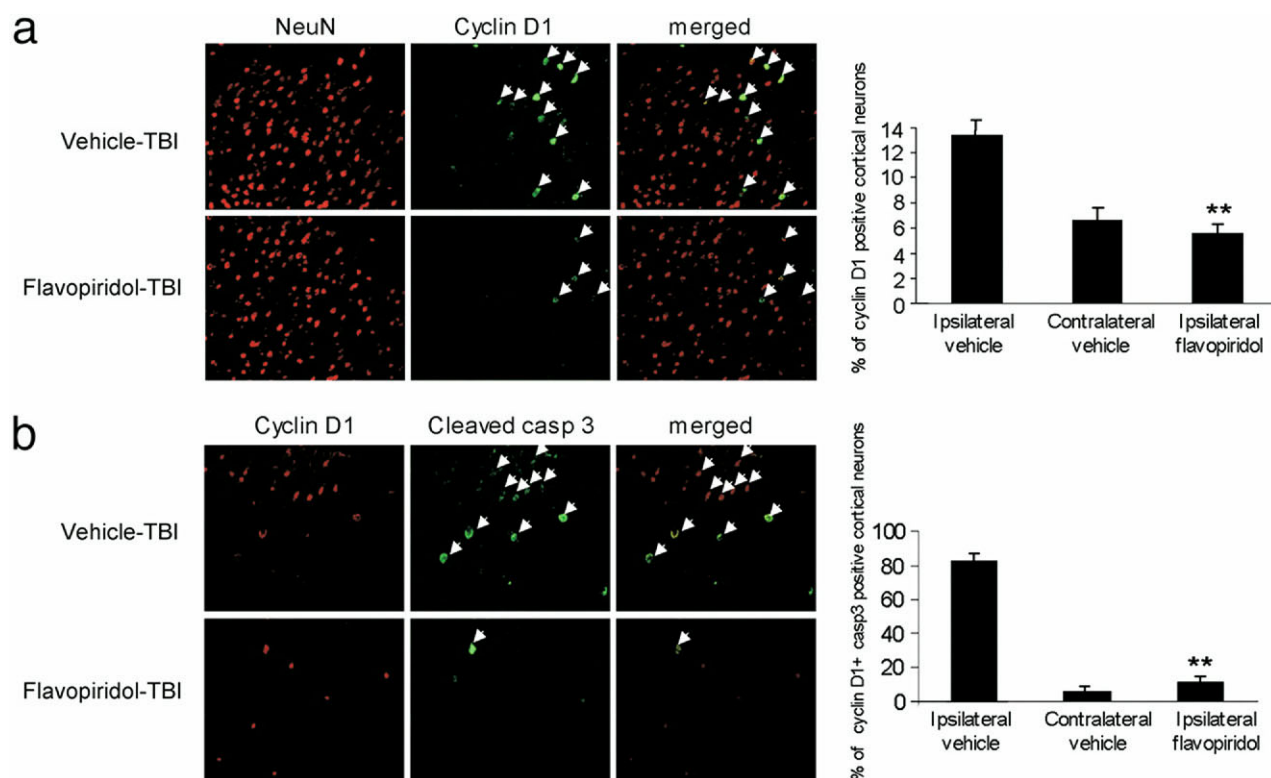 a
NeuN Cyclin D1 merged
Vehicle-TBI
Flavopiridol-TBI
% of cyclin D1 positive cortical neurons
14
12
10
8
6
4
2
0
**
Ipsilateral vehicle
Contralateral vehicle
Ipsilateral flavopiridol
b
Cyclin D1 Cleaved casp 3 merged
Vehicle-TBI
Flavopiridol-TBI
% of cyclin D1+ casp3 positive cortical neurons
100
80
60
40
20
0
**
Ipsilateral vehicle
Contralateral vehicle
Ipsilateral flavopiridol